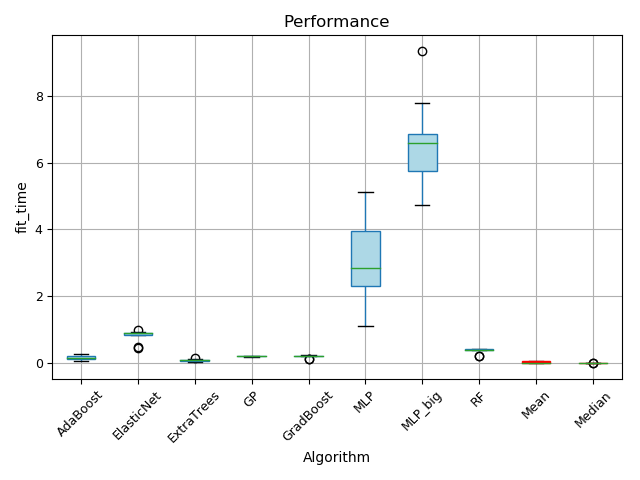 Performance
fit_time
8
6
4
2
0
AdaBoost
ElasticNet
ExtraTrees
GP
GradBoost
MLP
MLP_big
RF
Mean
Median
Algorithm